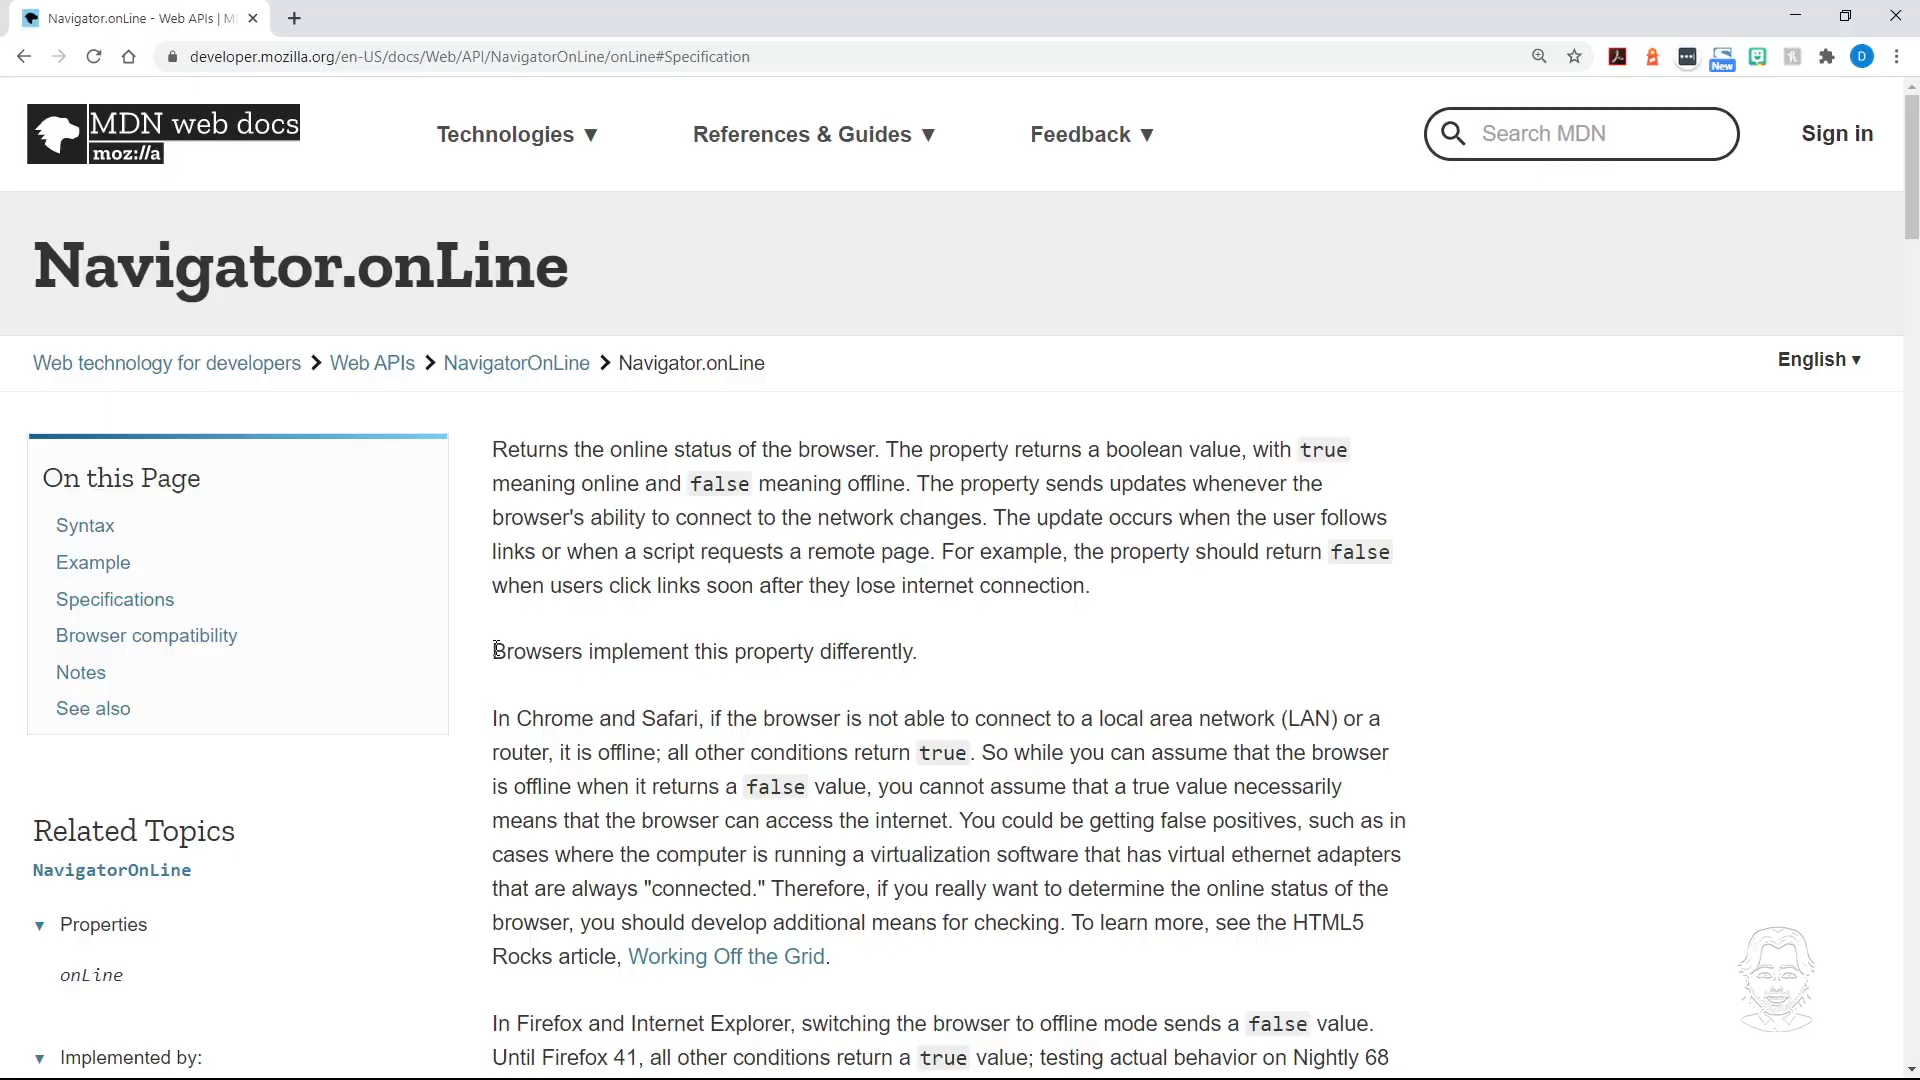 Navigator.onLine - Web APIs | M
developer.mozilla.org/en-US/docs/Web/API/NavigatorOnLine/onLine#Specification
New
D
MDN web docs
moz://a
Technologies ▼
References & Guides ▼
Feedback ▼
Search MDN
Sign in
Navigator.onLine
Web technology for developers > Web APIs > NavigatorOnLine > Navigator.onLine
English ▼
On this Page
Syntax
Example
Specifications
Browser compatibility
Notes
See also
Related Topics
NavigatorOnLine
▼ Properties
onLine
▼ Implemented by:
Returns the online status of the browser. The property returns a boolean value, with true
meaning online and false meaning offline. The property sends updates whenever the
browser's ability to connect to the network changes. The update occurs when the user follows
links or when a script requests a remote page. For example, the property should return false
when users click links soon after they lose internet connection.
Browsers implement this property differently.
In Chrome and Safari, if the browser is not able to connect to a local area network (LAN) or a
router, it is offline; all other conditions return true. So while you can assume that the browser
is offline when it returns a false value, you cannot assume that a true value necessarily
means that the browser can access the internet. You could be getting false positives, such as in
cases where the computer is running a virtualization software that has virtual ethernet adapters
that are always "connected." Therefore, if you really want to determine the online status of the
browser, you should develop additional means for checking. To learn more, see the HTML5
Rocks article, Working Off the Grid.
In Firefox and Internet Explorer, switching the browser to offline mode sends a false value.
Until Firefox 41, all other conditions return a true value; testing actual behavior on Nightly 68